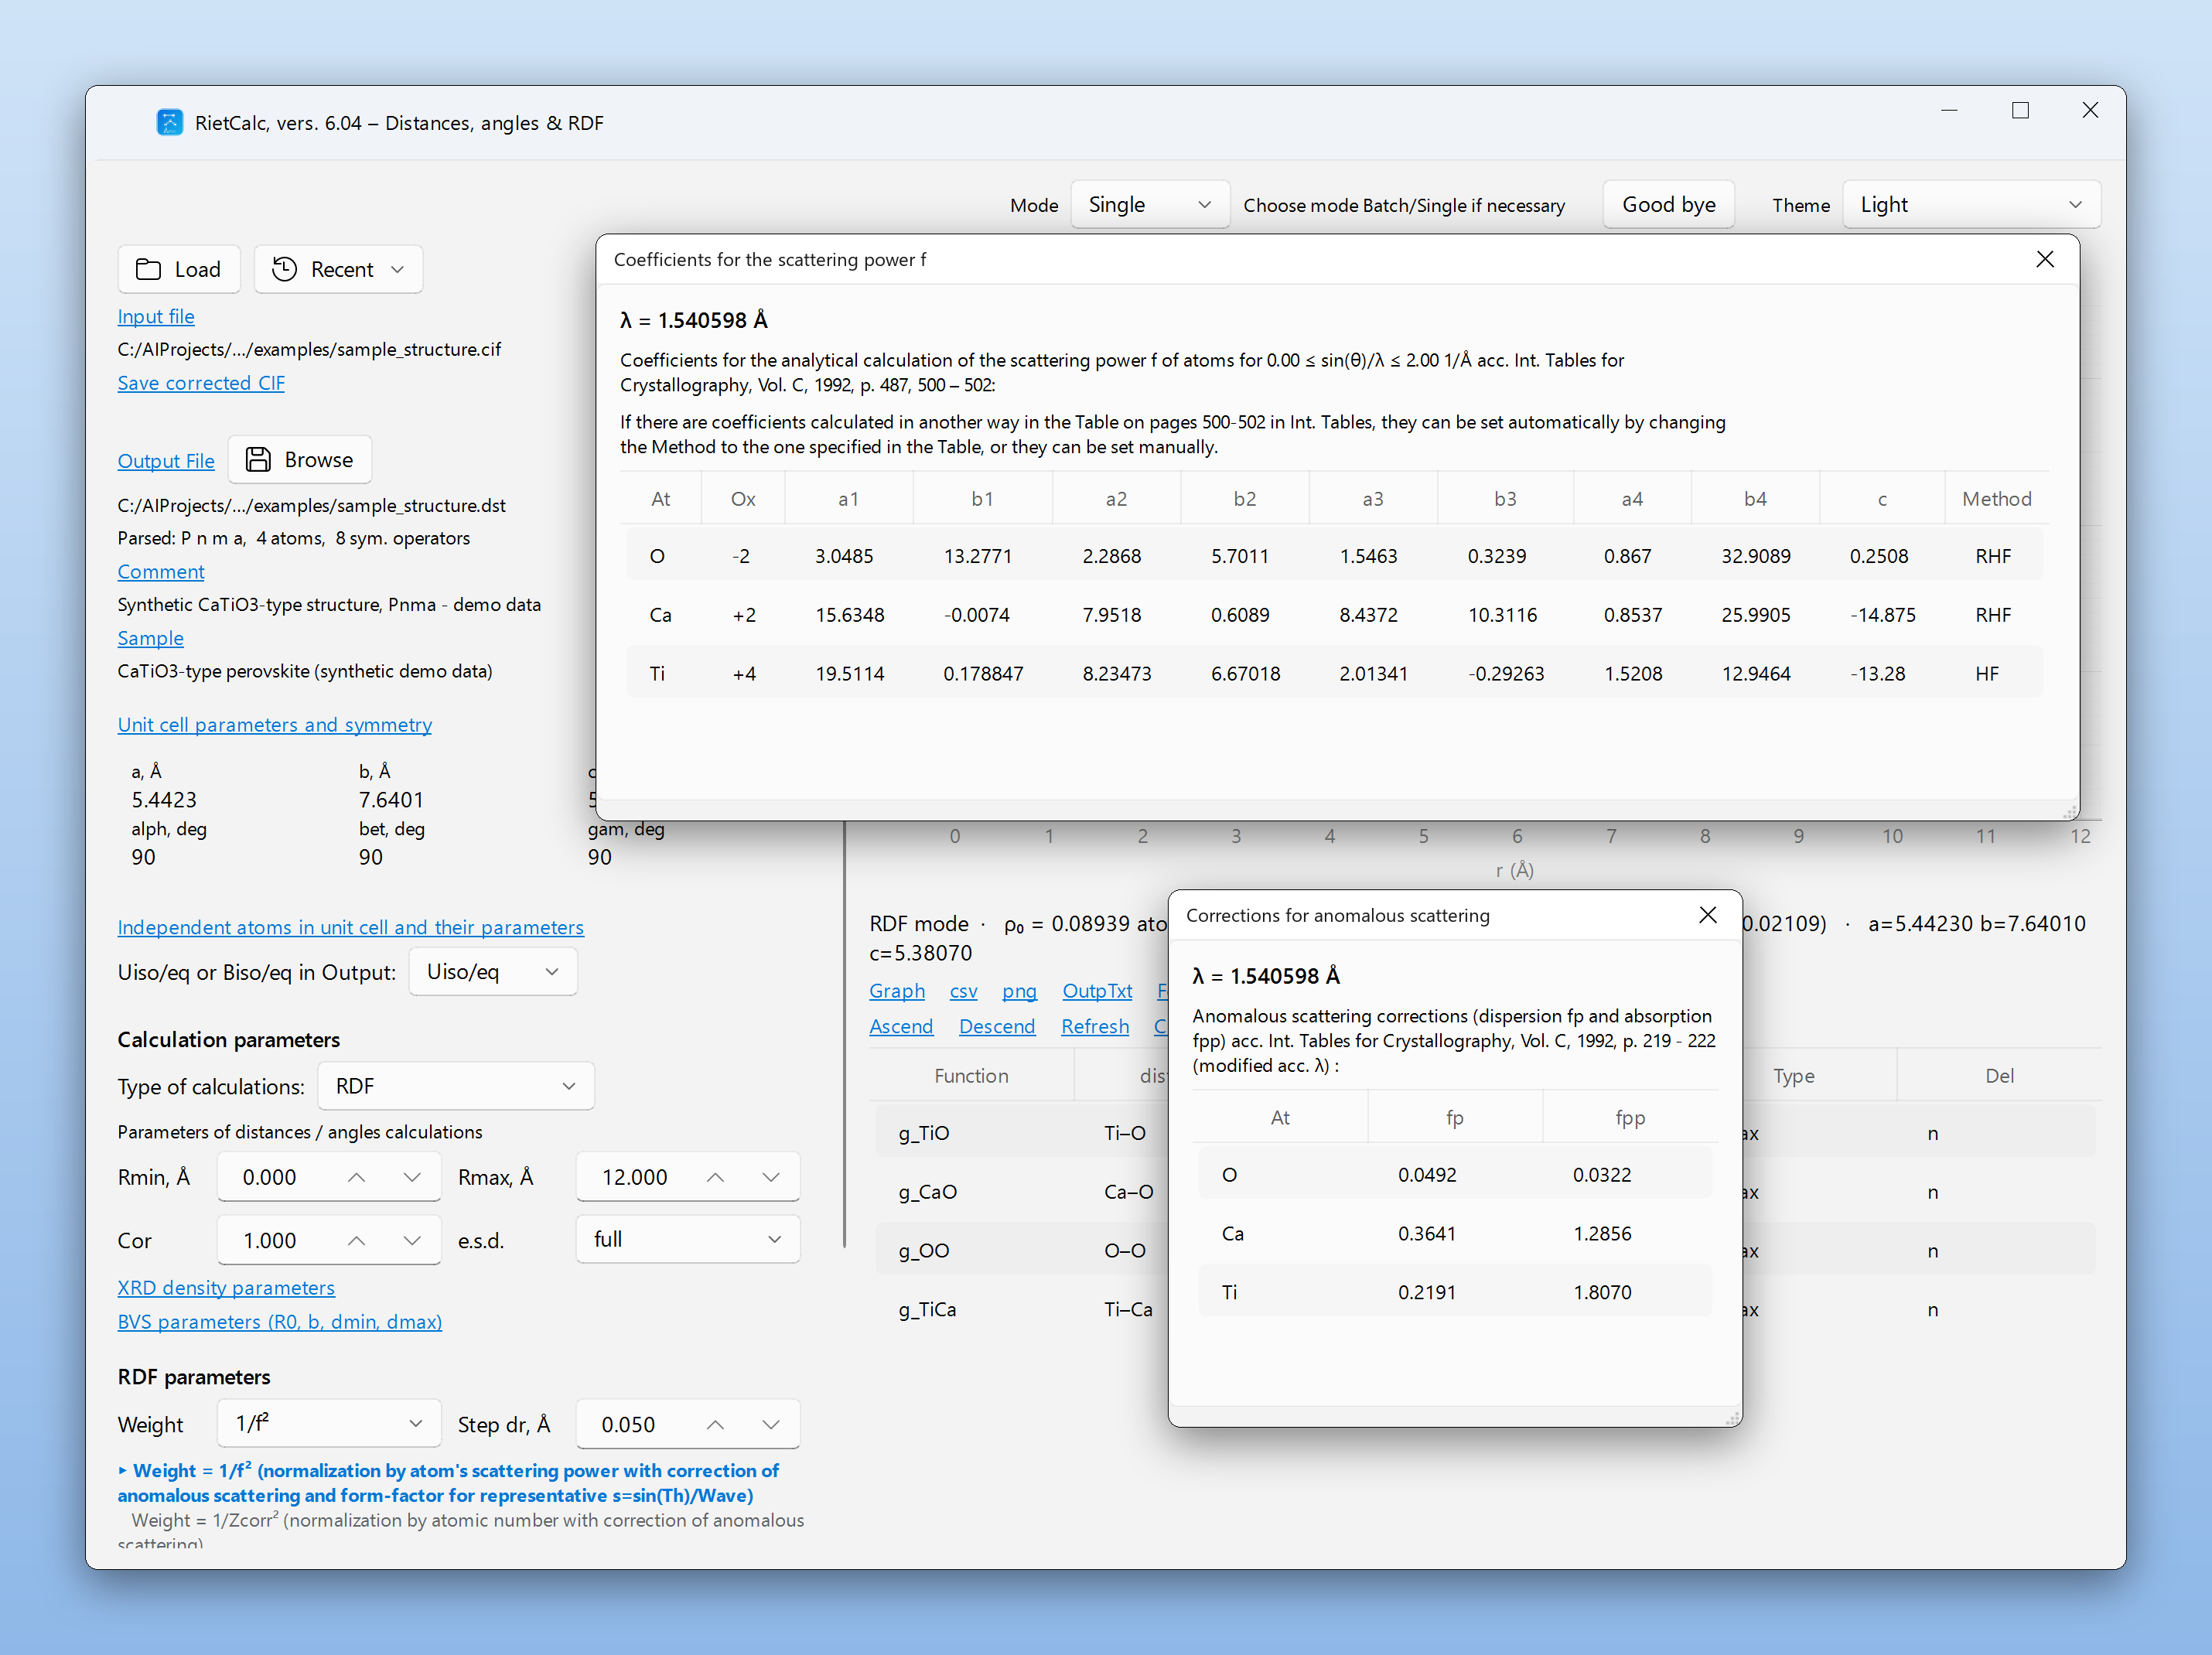 RietCalc, vers. 6.04 – Distances, angles & RDF
Mode Single Choose mode Batch/Single if necessary Good bye Theme Light
Load Recent
Input file
C:/AIProjects/.../examples/sample_structure.cif
Save corrected CIF
Output File Browse
C:/AIProjects/.../examples/sample_structure.dst
Parsed: P n m a, 4 atoms, 8 sym. operators
Comment
Synthetic CaTiO3-type structure, Pnma - demo data
Sample
CaTiO3-type perovskite (synthetic demo data)
Unit cell parameters and symmetry
a, Å b, Å
5.4423 7.6401
alph, deg bet, deg gam, deg
90 90 90
Independent atoms in unit cell and their parameters
Uiso/eq or Biso/eq in Output: Uiso/eq
Calculation parameters
Type of calculations: RDF
Parameters of distances / angles calculations
Rmin, Å 0.000 Rmax, Å 12.000
Cor 1.000 e.s.d. full
XRD density parameters
BVS parameters (R0, b, dmin, dmax)
RDF parameters
Weight 1/f² Step dr, Å 0.050
▸ Weight = 1/f² (normalization by atom's scattering power with correction of
anomalous scattering and form-factor for representative s=sin(Th)/Wave)
Weight = 1/Zcorr² (normalization by atomic number with correction of anomalous
scattering)
Coefficients for the scattering power f
λ = 1.540598 Å
Coefficients for the analytical calculation of the scattering power f of atoms for 0.00 ≤ sin(θ)/λ ≤ 2.00 1/Å acc. Int. Tables for
Crystallography, Vol. C, 1992, p. 487, 500 – 502:
If there are coefficients calculated in another way in the Table on pages 500-502 in Int. Tables, they can be set automatically by changing
the Method to the one specified in the Table, or they can be set manually.
At Ox a1 b1 a2 b2 a3 b3 a4 b4 c Method
O -2 3.0485 13.2771 2.2868 5.7011 1.5463 0.3239 0.867 32.9089 0.2508 RHF
Ca +2 15.6348 -0.0074 7.9518 0.6089 8.4372 10.3116 0.8537 25.9905 -14.875 RHF
Ti +4 19.5114 0.178847 8.23473 6.67018 2.01341 -0.29263 1.5208 12.9464 -13.28 HF
0 1 2 3 4 5 6 7 8 9 10 11 12
r (Å)
RDF mode · ρ₀ = 0.08939 0.02109) · a=5.44230 b=7.64010
c=5.38070
Graph csv png OutpTxt
Ascend Descend Refresh
Function Type Del
g_TiO Ti–O n
g_CaO Ca–O n
g_OO O–O n
g_TiCa Ti–Ca n
Corrections for anomalous scattering
λ = 1.540598 Å
Anomalous scattering corrections (dispersion fp and absorption
fpp) acc. Int. Tables for Crystallography, Vol. C, 1992, p. 219 - 222
(modified acc. λ) :
At fp fpp
O 0.0492 0.0322
Ca 0.3641 1.2856
Ti 0.2191 1.8070